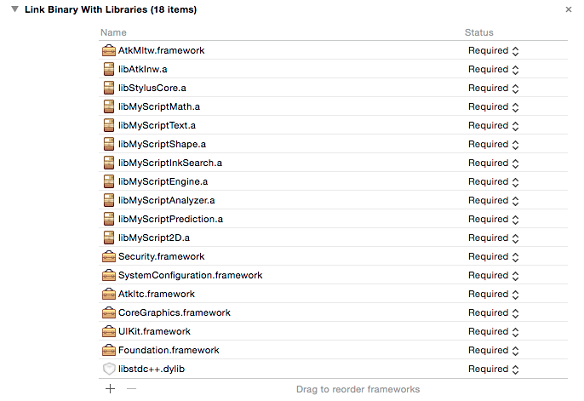 Link Binary With Libraries (18 items)
Name Status
AtkMltw.framework Required
libAtkInw.a Required
libStylusCore.a Required
libMyScriptMath.a Required
libMyScriptText.a Required
libMyScriptShape.a Required
libMyScriptInkSearch.a Required
libMyScriptEngine.a Required
libMyScriptAnalyzer.a Required
libMyScriptPrediction.a Required
libMyScript2D.a Required
Security.framework Required
SystemConfiguration.framework Required
AtkItc.framework Required
CoreGraphics.framework Required
UIKit.framework Required
Foundation.framework Required
libstdc++.dylib Required
Drag to reorder frameworks